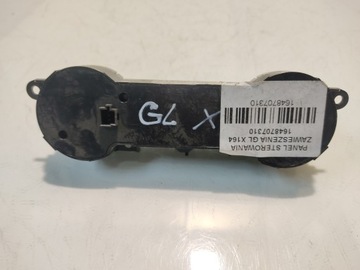 GL X
PANEL STEROWANIA
ZAWIESZENIA GL X164
1648707310
1648707310